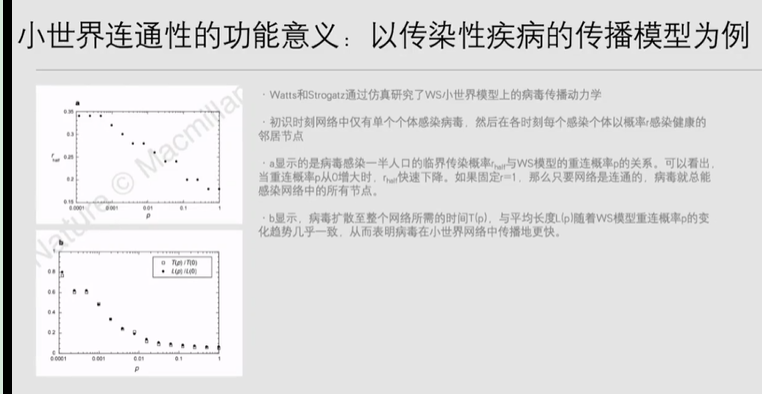 小世界连通性的功能意义：以传染性疾病的传播模型为例
· Watts和Strogatz通过仿真研究了WS小世界模型上的病毒传播动力学
· 初识时刻网络中仅有单个个体感染病毒，然后在各时刻每个感染个体以概率r感染健康的
邻居节点
· a显示的是病毒感染一半人口的临界传染概率rhalf与WS模型的重连概率p的关系。可以看出，
当重连概率p从0增大时，rhalf快速下降。如果固定r=1，那么只要网络是连通的，病毒就总能
感染网络中的所有节点。
· b显示，病毒扩散至整个网络所需的时间T(p)，与平均长度L(p)随着WS模型重连概率p的变
化趋势几乎一致，从而表明病毒在小世界网络中传播地更快。
a
0.35
0.3
0.25
0.2
0.15
rhalf
0.0001 0.001 0.01 0.1 1
p
b
1
0.8
0.6
0.4
0.2
0
T(p) / T(0)
L(p) / L(0)
0.0001 0.001 0.01 0.1 1
p
Nature © Macmillan